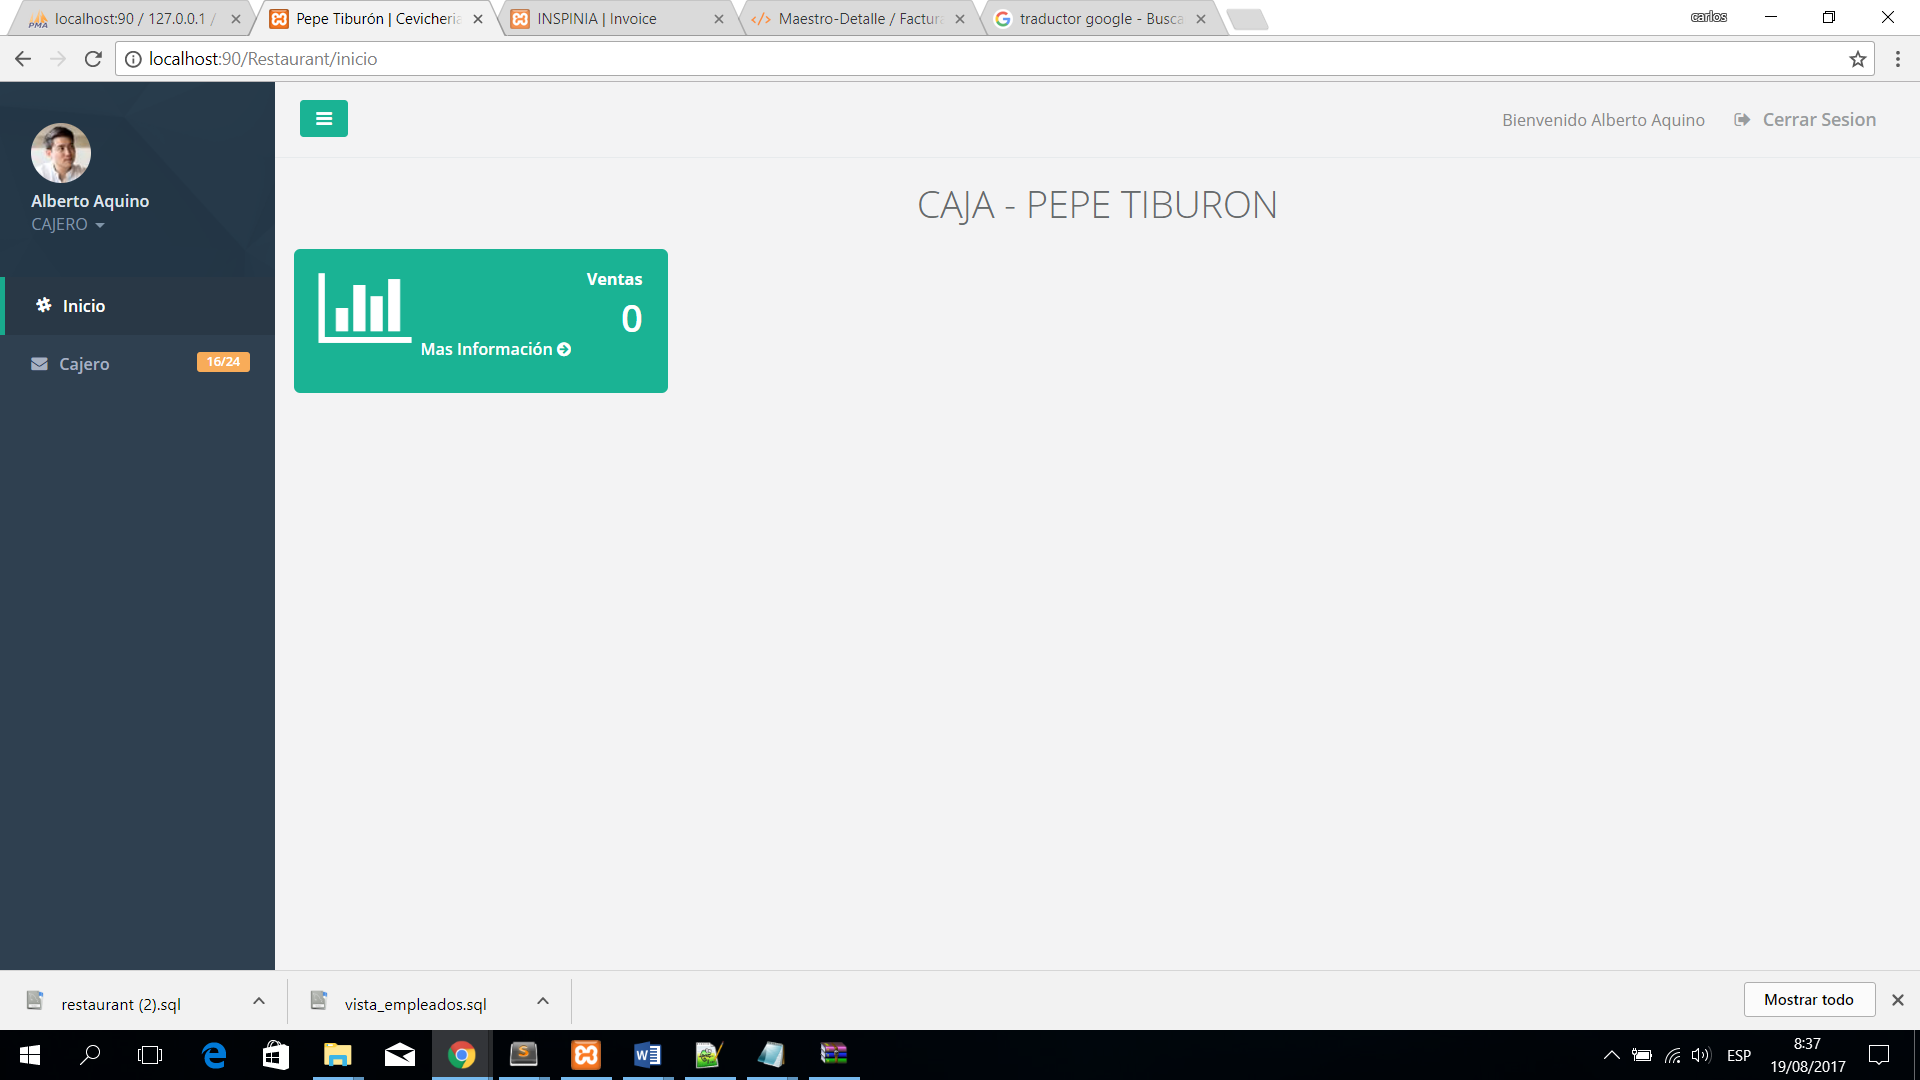 PMA localhost:90 / 127.0.0.1 /
Pepe Tiburón | Cevicheria
INSPINIA | Invoice
Maestro-Detalle / Factura
traductor google - Busca
carlos
localhost:90/Restaurant/inicio
Bienvenido Alberto Aquino
Cerrar Sesion
Alberto Aquino
CAJERO
CAJA - PEPE TIBURON
Ventas
0
Mas Información
Inicio
Cajero
16/24
restaurant (2).sql
vista_empleados.sql
Mostrar todo
ESP
8:37
19/08/2017